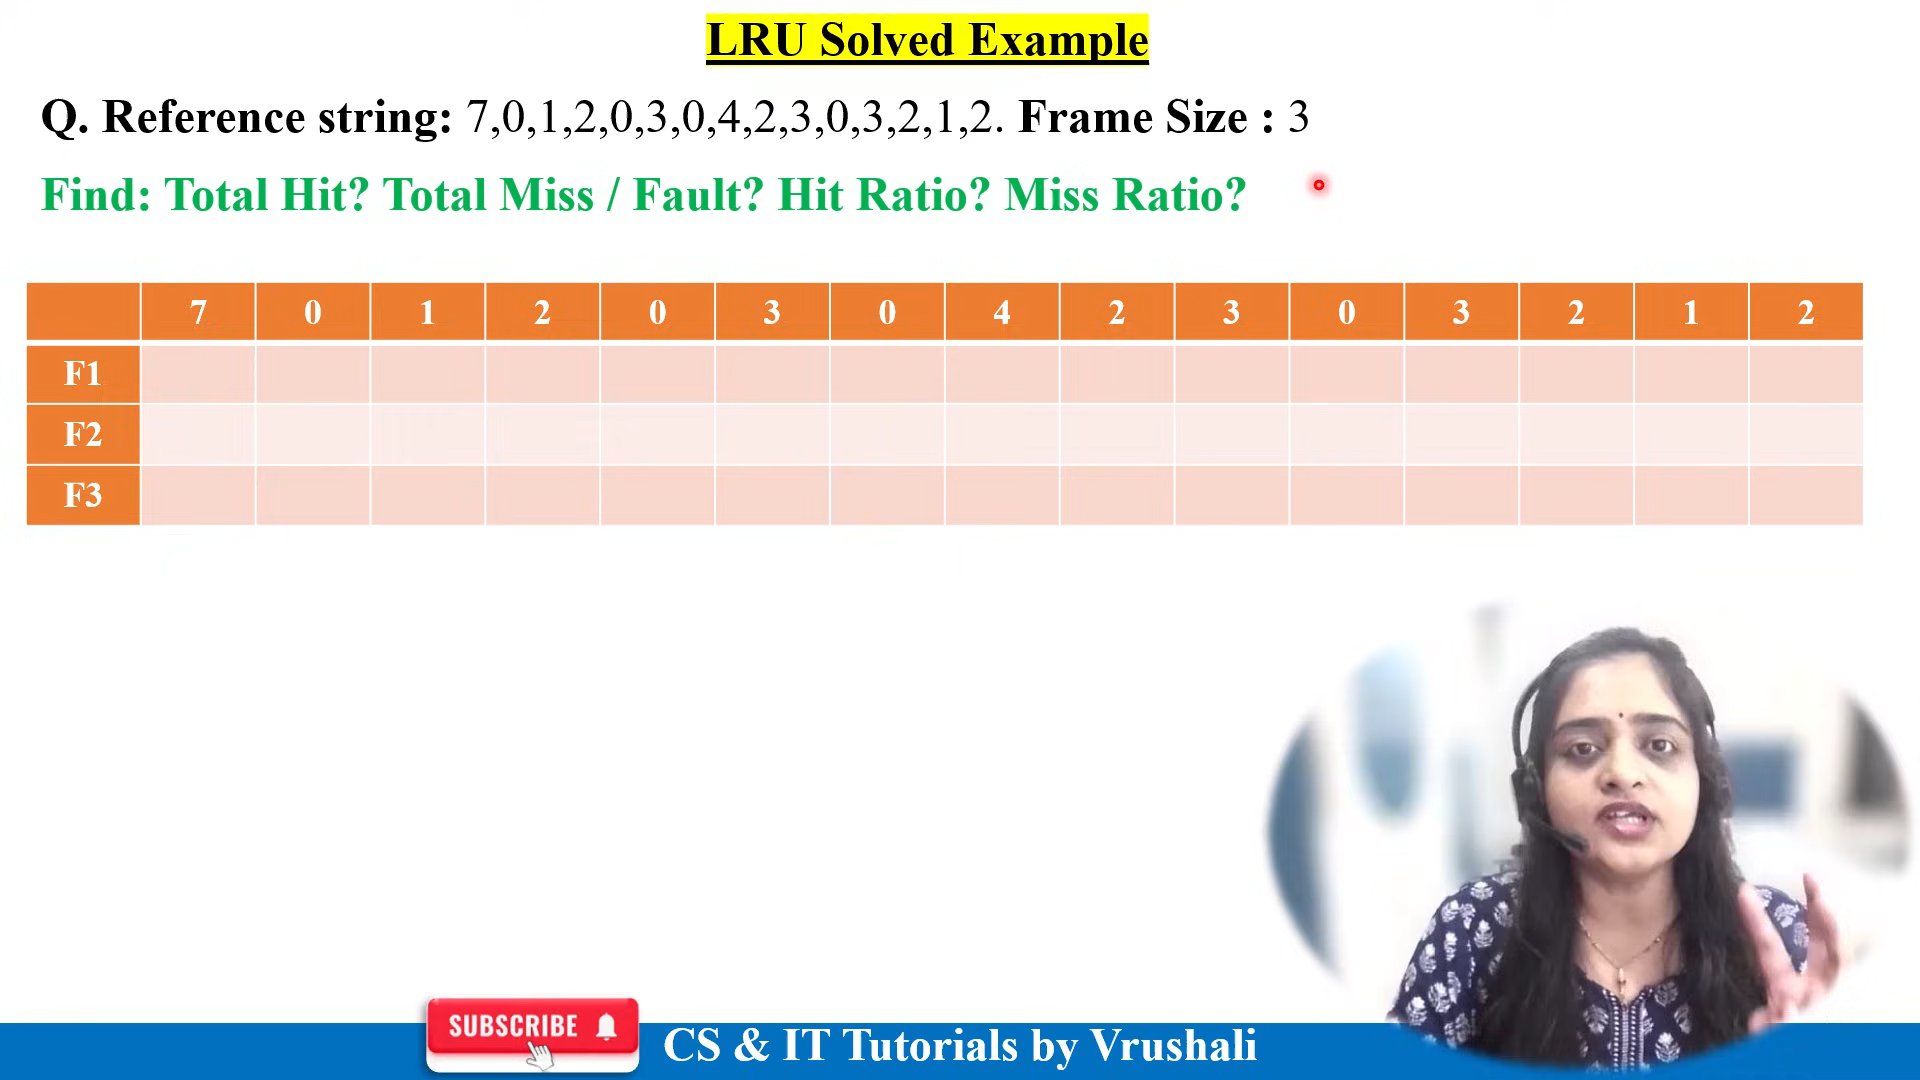 LRU Solved Example
Q. Reference string: 7,0,1,2,0,3,0,4,2,3,0,3,2,1,2. Frame Size : 3
Find: Total Hit? Total Miss / Fault? Hit Ratio? Miss Ratio?
7 0 1 2 0 3 0 4 2 3 0 3 2 1 2
F1
F2
F3
SUBSCRIBE
CS & IT Tutorials by Vrushali